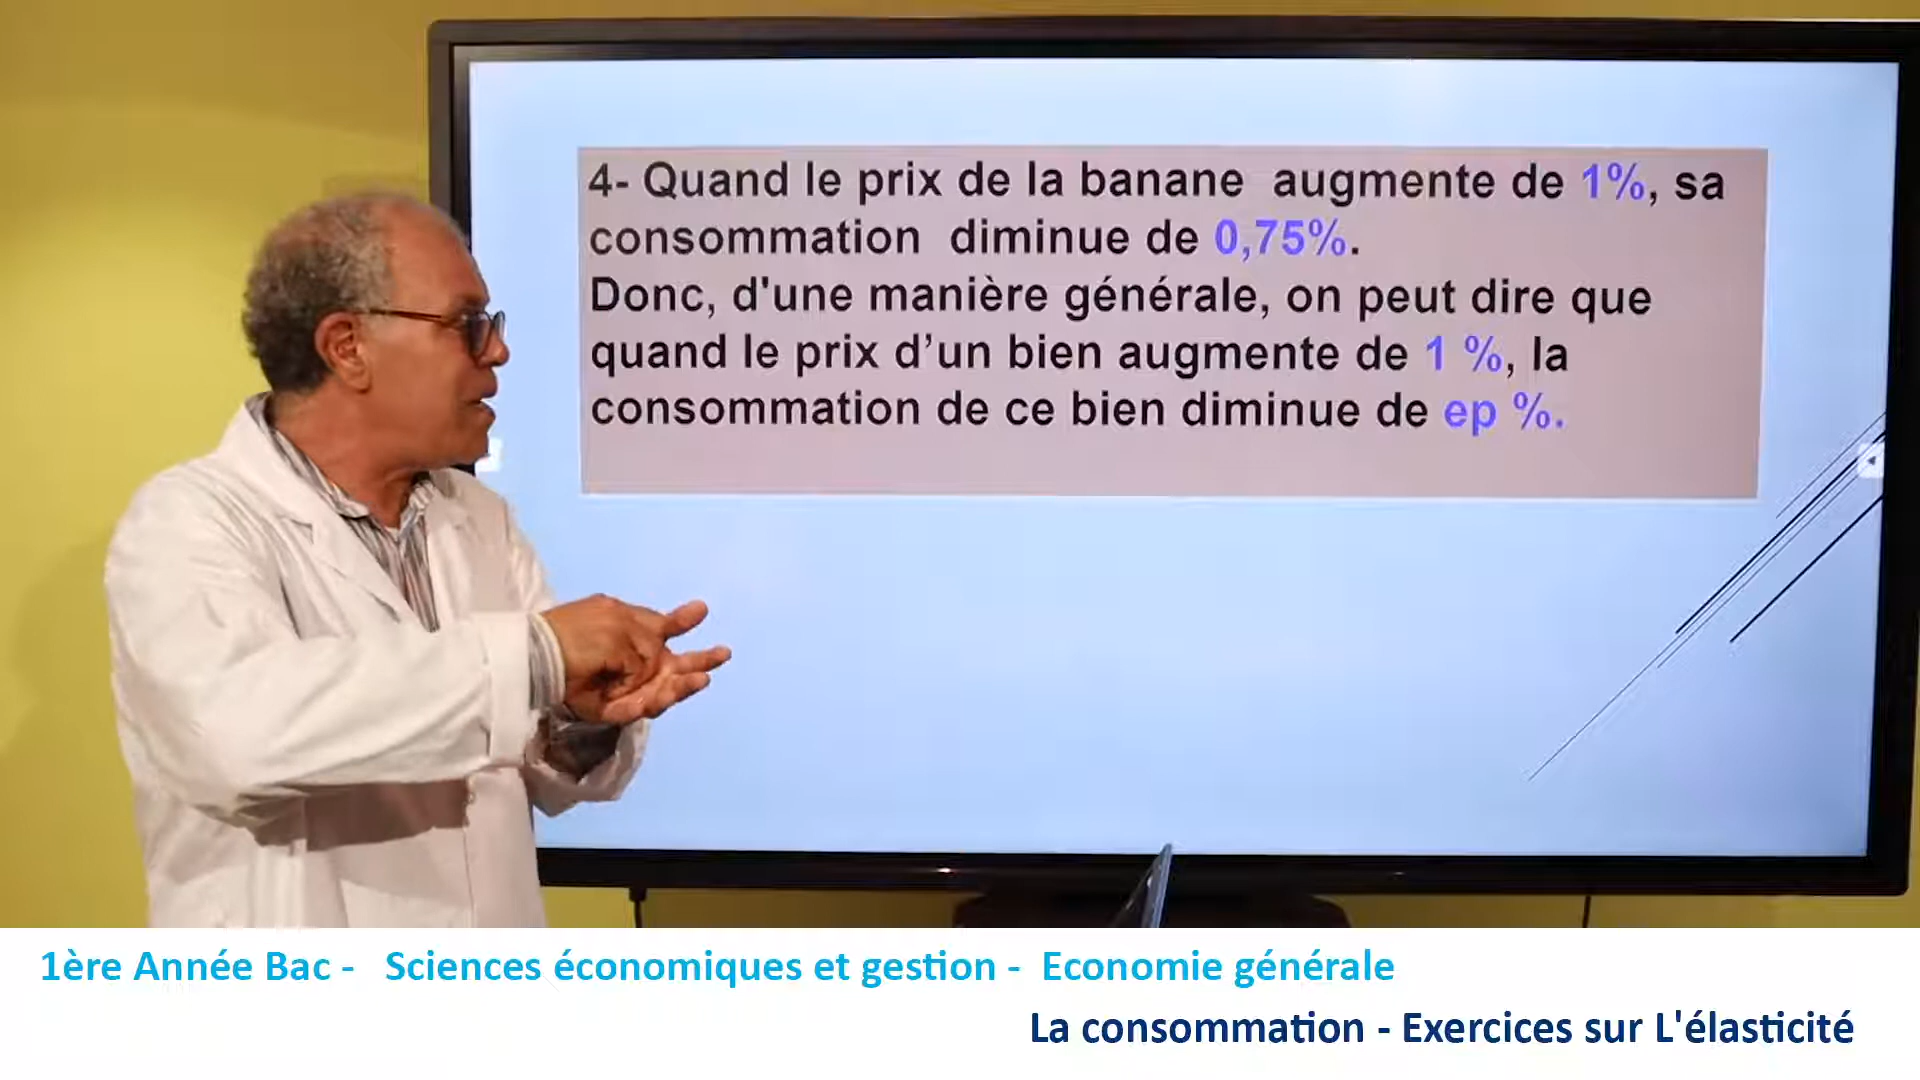 4- Quand le prix de la banane augmente de 1%, sa
consommation diminue de 0,75%.
Donc, d'une manière générale, on peut dire que
quand le prix d’un bien augmente de 1 %, la
consommation de ce bien diminue de ep %.
1ère Année Bac - Sciences économiques et gestion - Economie générale
La consommation - Exercices sur L'élasticité